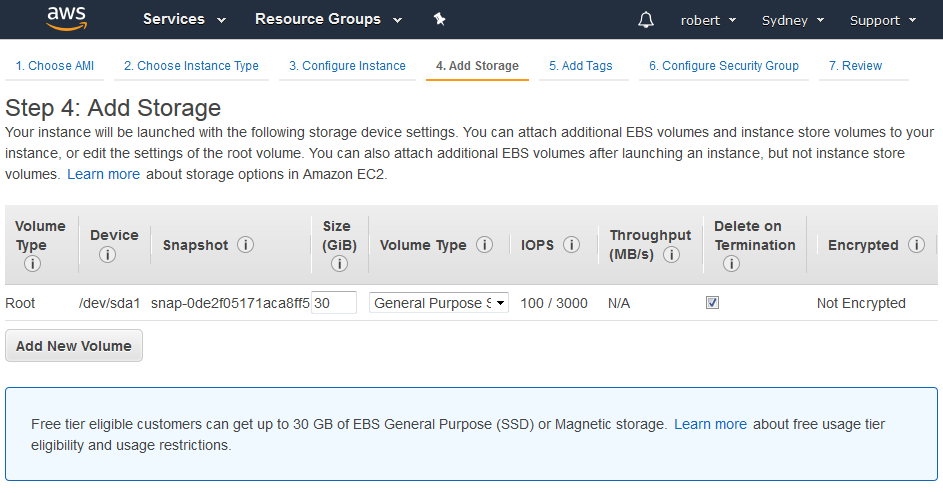 aws
Services
Resource Groups
robert
Sydney
Support
1. Choose AMI
2. Choose Instance Type
3. Configure Instance
4. Add Storage
5. Add Tags
6. Configure Security Group
7. Review
Step 4: Add Storage
Your instance will be launched with the following storage device settings. You can attach additional EBS volumes and instance store volumes to your
instance, or edit the settings of the root volume. You can also attach additional EBS volumes after launching an instance, but not instance store
volumes. Learn more about storage options in Amazon EC2.
Volume
Type
i
Device
i
Snapshot i
Size
(GiB)
i
Volume Type i
IOPS i
Throughput
(MB/s) i
Delete on
Termination
i
Encrypted i
Root /dev/sda1 snap-0de2f05171aca8ff5 30 General Purpose S 100 / 3000 N/A Not Encrypted
Add New Volume
Free tier eligible customers can get up to 30 GB of EBS General Purpose (SSD) or Magnetic storage. Learn more about free usage tier
eligibility and usage restrictions.